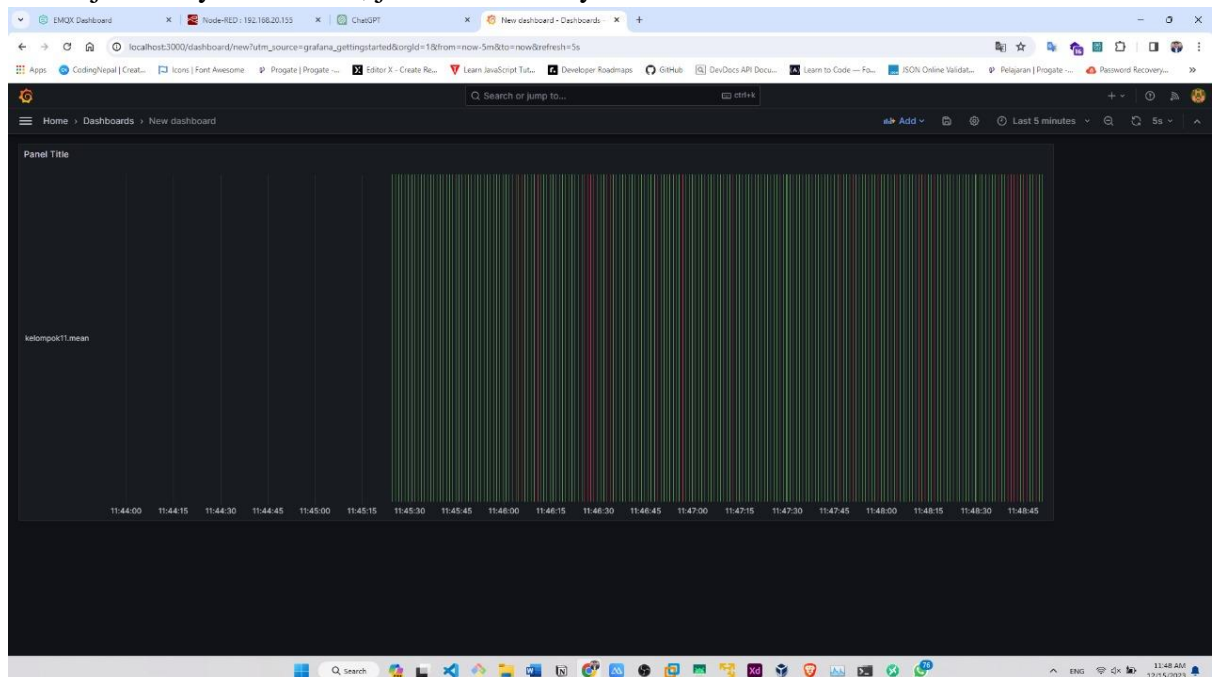 EMQX Dashboard
Node-RED : 192.168.20.155
ChatGPT
New dashboard - Dashboards -
localhost:3000/dashboard/new?utm_source=grafana_gettingstarted&orgId=1&from=now-5m&to=now&refresh=5s
Apps
CodingNepal | Creat...
Icons | Font Awesome
Progate | Progate -...
Editor X - Create Re...
Learn JavaScript Tut...
Developer Roadmaps
GitHub
DevDocs API Docu...
Learn to Code — Fo...
JSON Online Validat...
Pelajaran | Progate -...
Password Recovery...
Search or jump to...
ctrl+k
Home › Dashboards › New dashboard
Add
Last 5 minutes
5s
Panel Title
kelompok11.mean
11:44:00 11:44:15 11:44:30 11:44:45 11:45:00 11:45:15 11:45:30 11:45:45 11:46:00 11:46:15 11:46:30 11:46:45 11:47:00 11:47:15 11:47:30 11:47:45 11:48:00 11:48:15 11:48:30 11:48:45
Search
76
ENG
11:48 AM
12/15/2023